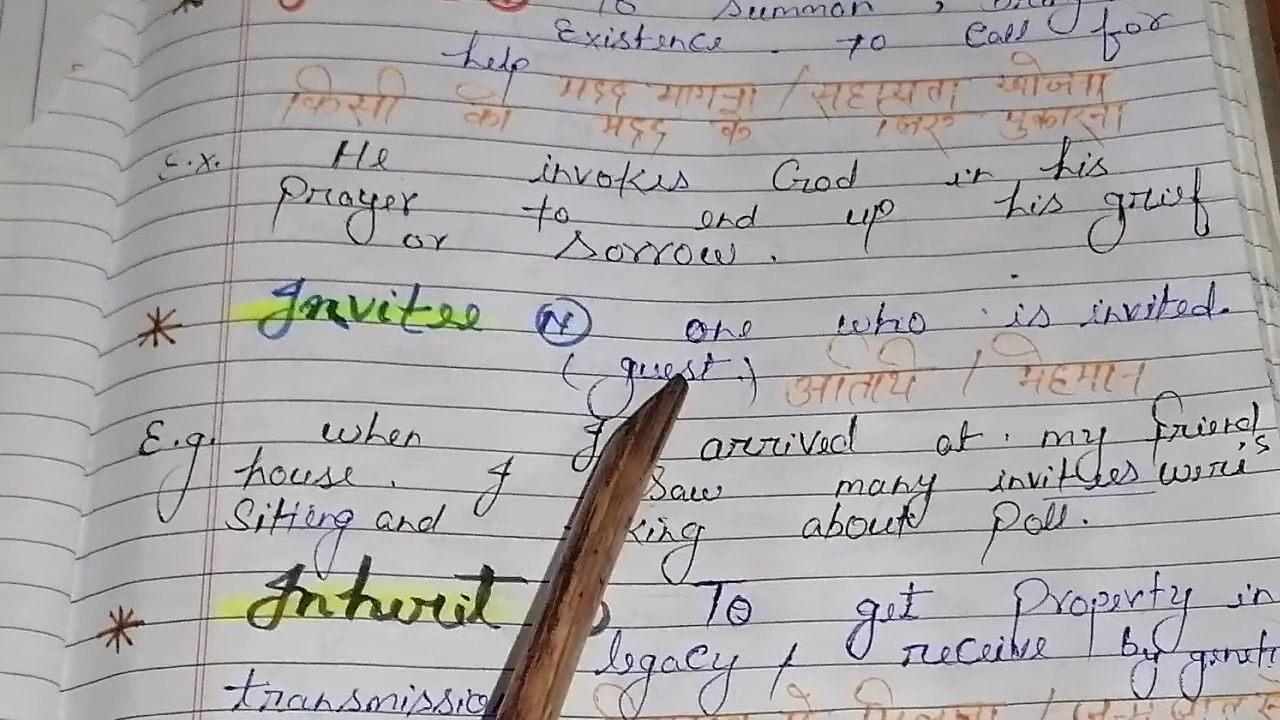 To summon,
Existence. to Call for
help मदद मांगना / सहायता खोजना
किसी को मदद के लिए पुकारना
E.x. He invokes God in his
Prayer to end up his grief
or Sorrow.
* Invitee (N) one who is invited.
(guest) अतिथि / मेहमान
E.g. when I arrived at my friend's
house. I saw many invitees were
Sitting and king about Poll.
* Inherit To get Property in
legacy / receive by geneti
transmissio